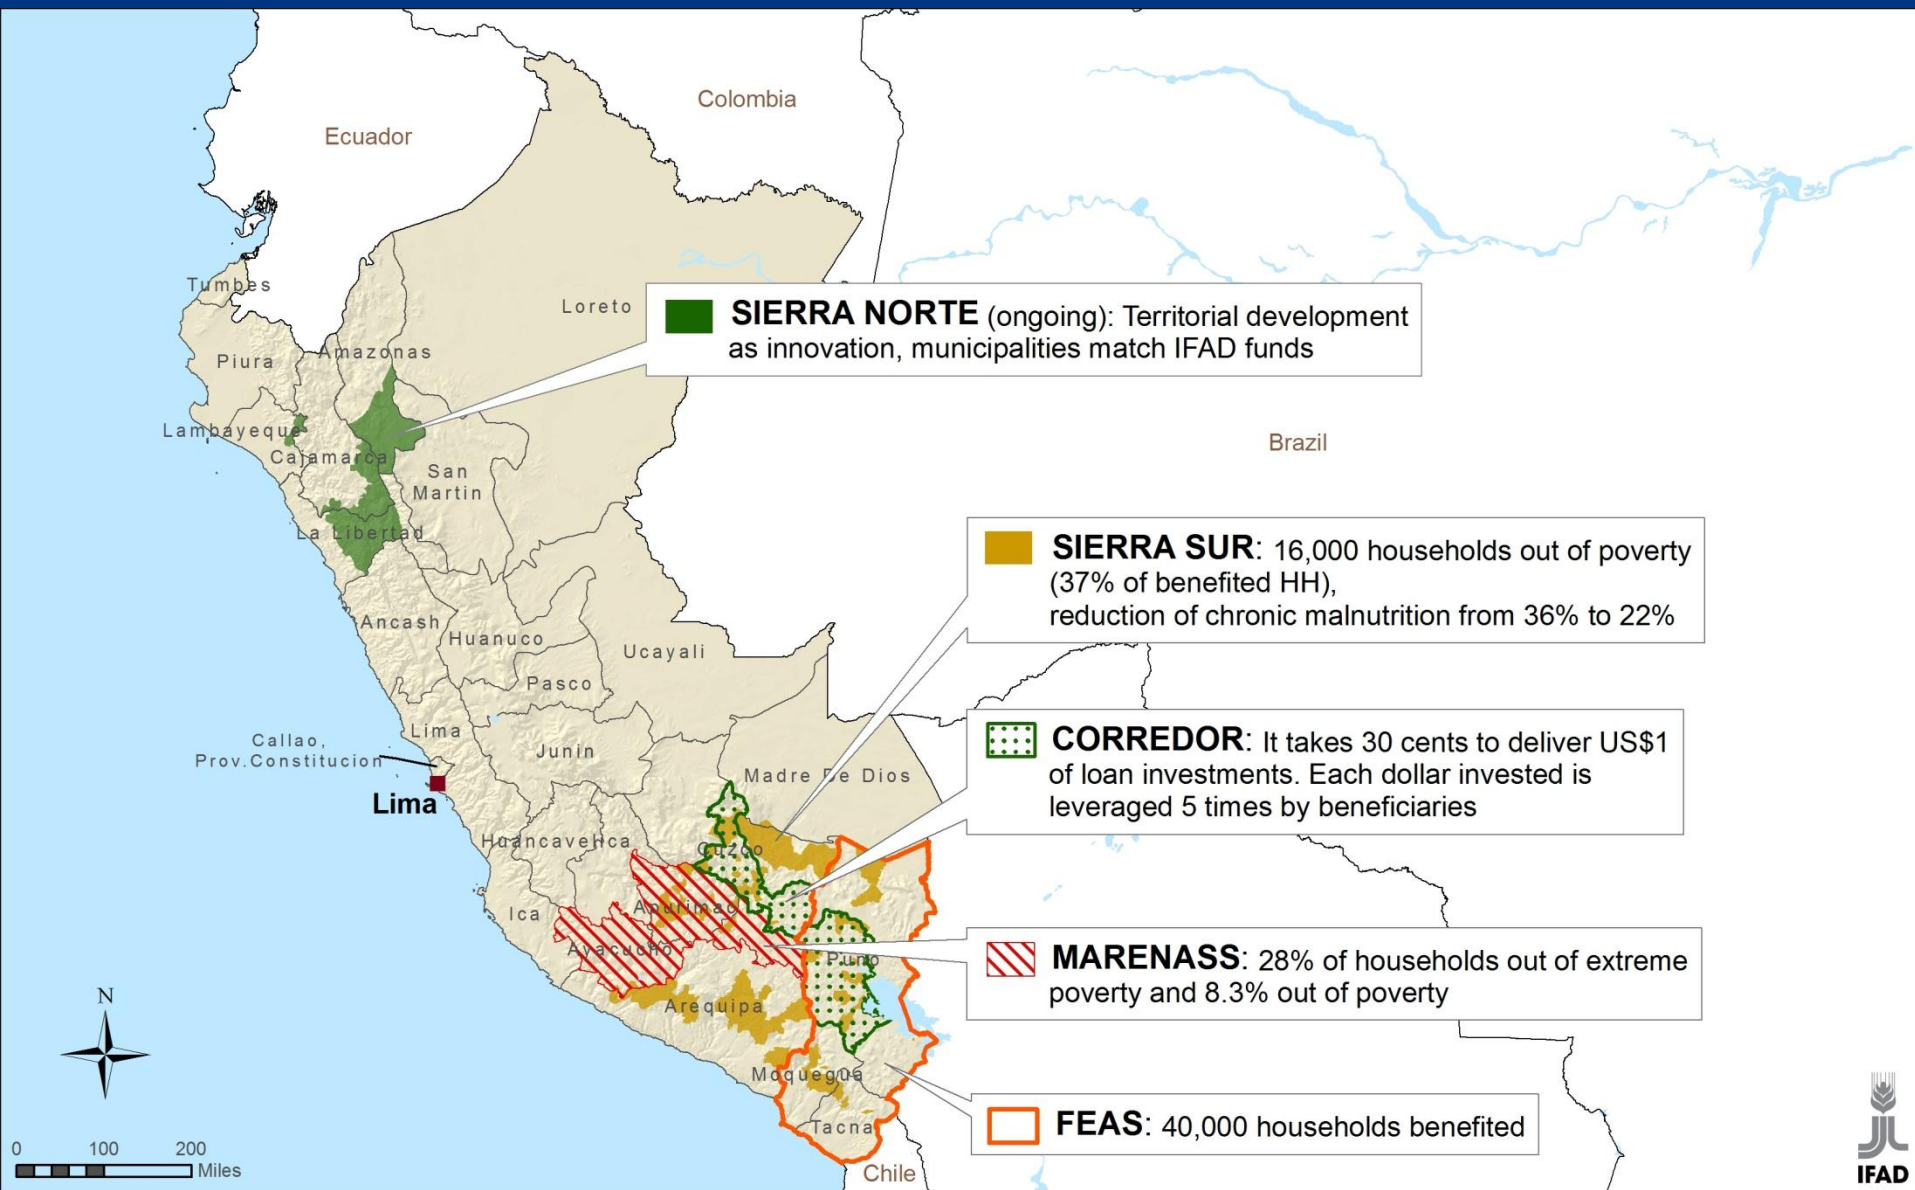 Colombia
Ecuador
Tumbes
Loreto
SIERRA NORTE (ongoing): Territorial development
as innovation, municipalities match IFAD funds
Piura
Amazonas
Lambayeque
Cajamarca
San
Martin
Brazil
La Libertad
SIERRA SUR: 16,000 households out of poverty
(37% of benefited HH),
reduction of chronic malnutrition from 36% to 22%
Ancash
Huanuco
Ucayali
Pasco
Lima
Callao,
Prov.Constitucion
Junin
CORREDOR: It takes 30 cents to deliver US$1
of loan investments. Each dollar invested is
leveraged 5 times by beneficiaries
Madre De Dios
Lima
Huancavelica
Cuzco
Ica
Apurimac
Ayacucho
Puno
MARENASS: 28% of households out of extreme
poverty and 8.3% out of poverty
Arequipa
N
Moquegua
Tacna
FEAS: 40,000 households benefited
0 100 200
Miles
Chile
IFAD